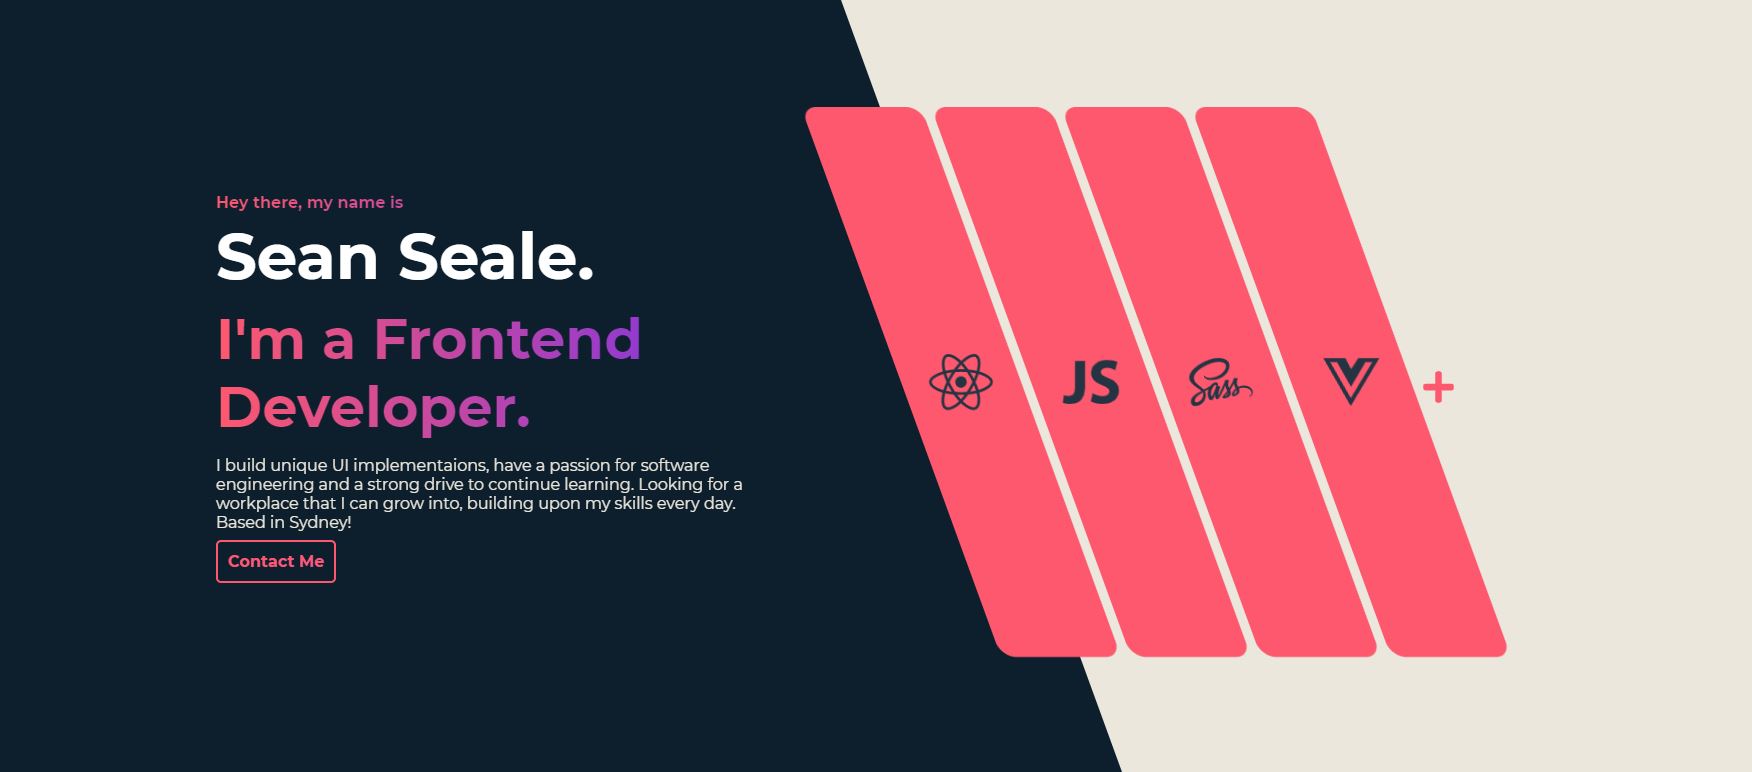 Hey there, my name is
Sean Seale.
I'm a Frontend
Developer.
I build unique UI implementaions, have a passion for software
engineering and a strong drive to continue learning. Looking for a
workplace that I can grow into, building upon my skills every day.
Based in Sydney!
Contact Me
JS Sass +